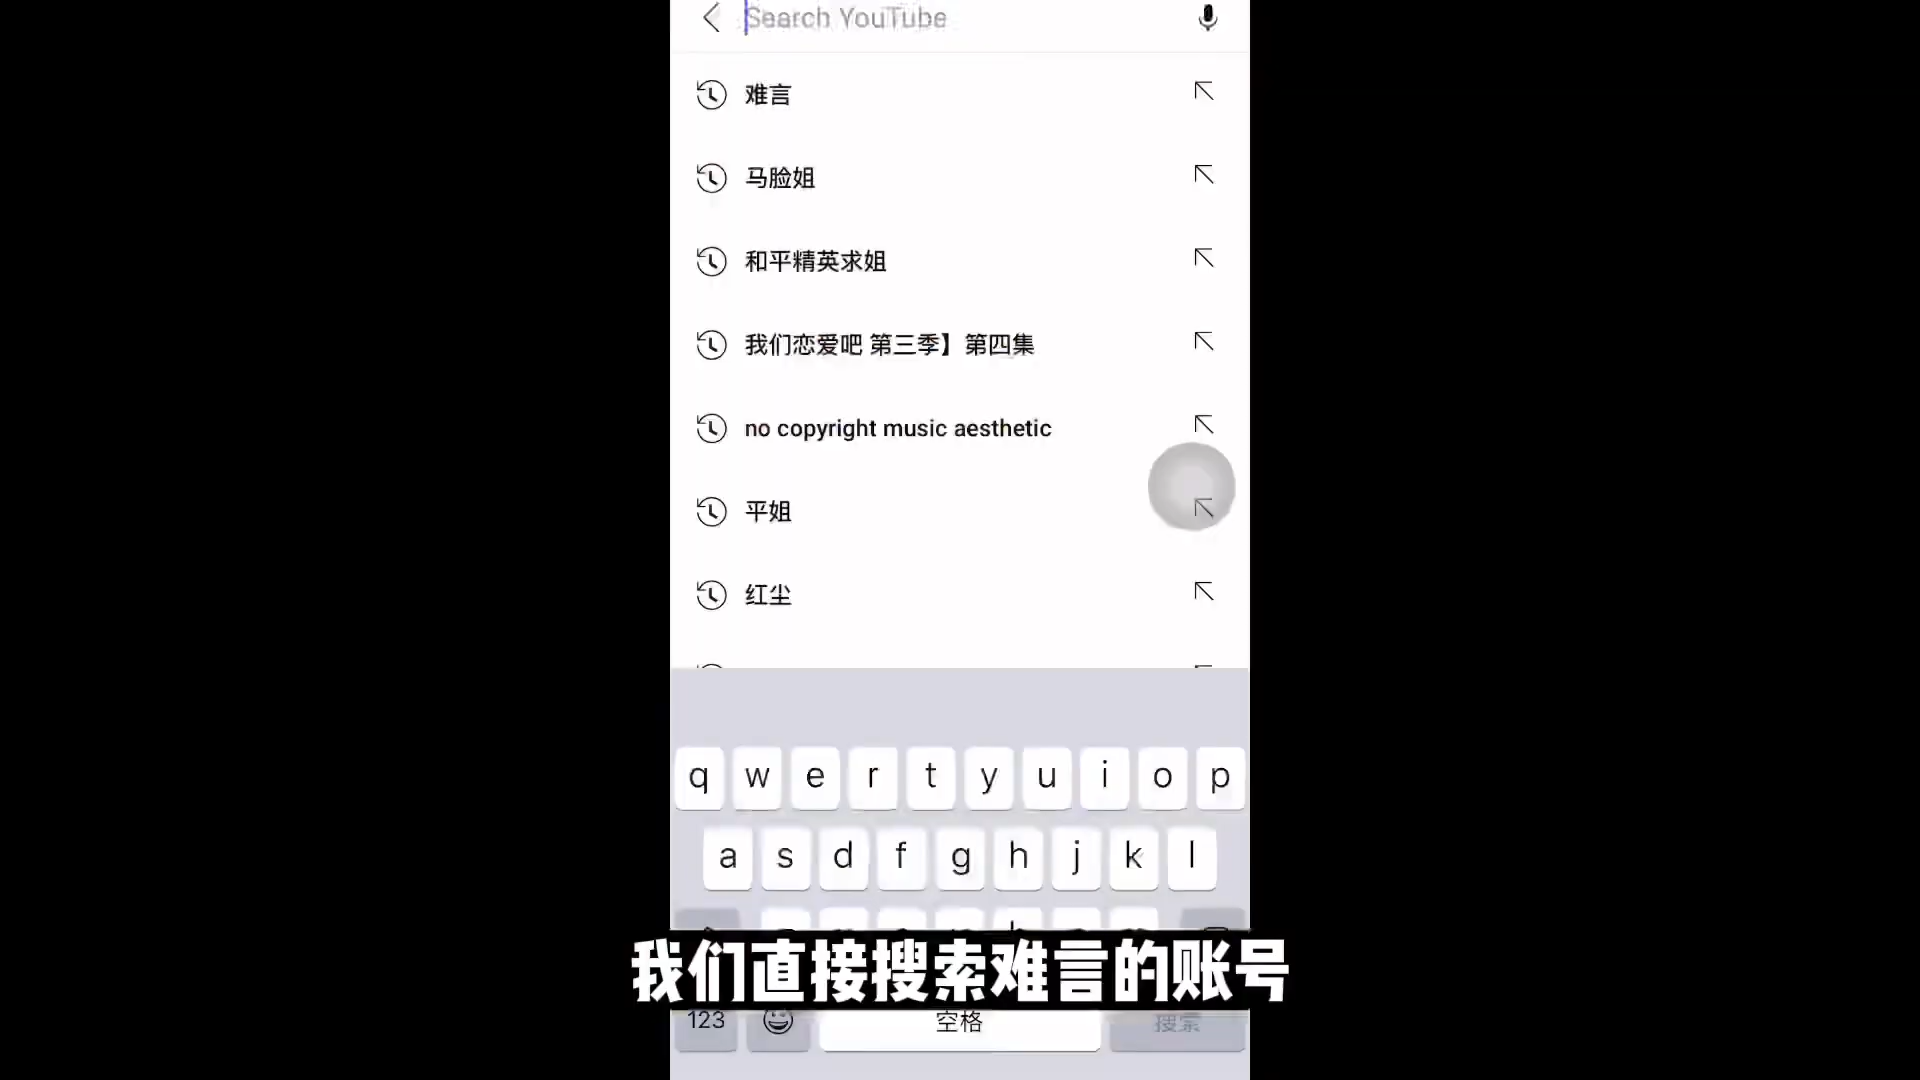 Search YouTube
难言
马脸姐
和平精英求姐
我们恋爱吧 第三季】第四集
no copyright music aesthetic
平姐
红尘
q w e r t y u i o p
a s d f g h j k l
我们直接搜索难言的账号
123 空格 搜索